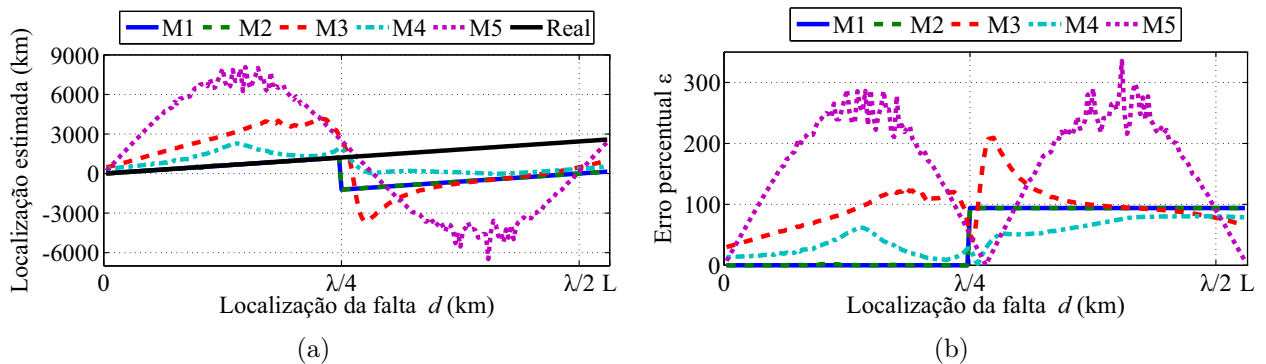 M1 M2 M3 M4 M5 Real
Localização estimada (km)
9000
6000
3000
0
-3000
-6000
0 λ/4 λ/2 L
Localização da falta d (km)
(a)
M1 M2 M3 M4 M5
Erro percentual ε
300
200
100
0
0 λ/4 λ/2 L
Localização da falta d (km)
(b)